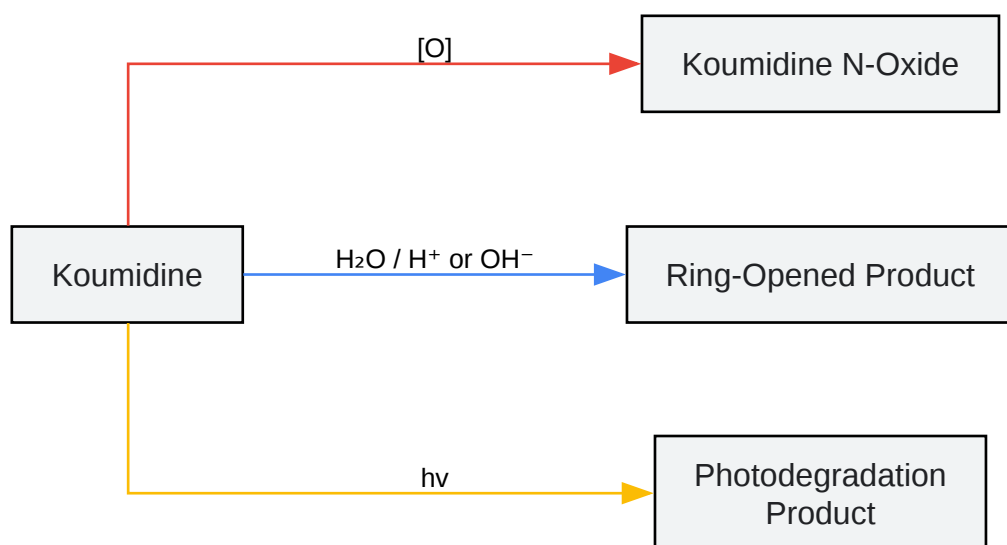 [O]
Koumidine N-Oxide
Koumidine
H₂O / H⁺ or OH⁻
Ring-Opened Product
hv
Photodegradation
Product